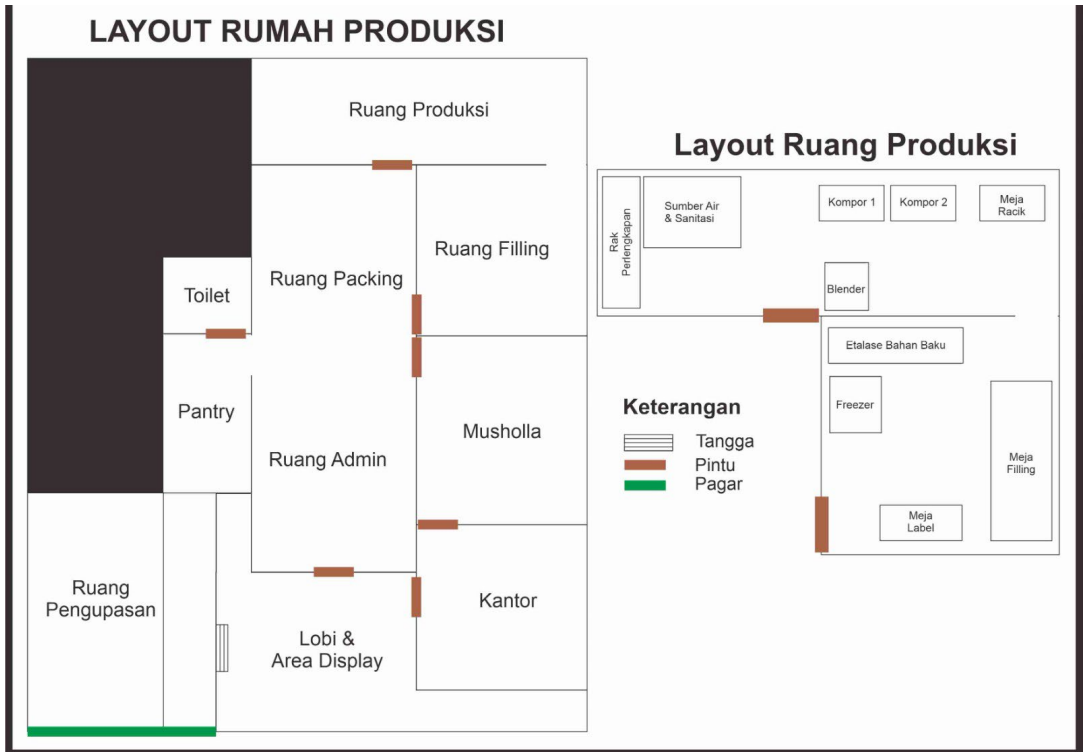 LAYOUT RUMAH PRODUKSI
Ruang Produksi
Ruang Filling
Ruang Packing
Toilet
Pantry
Musholla
Ruang Admin
Ruang
Pengupasan
Kantor
Lobi &
Area Display
Layout Ruang Produksi
Rak
Perlengkapan
Sumber Air
& Sanitasi
Kompor 1
Kompor 2
Meja
Racik
Blender
Etalase Bahan Baku
Freezer
Meja
Filling
Meja
Label
Keterangan
Tangga
Pintu
Pagar